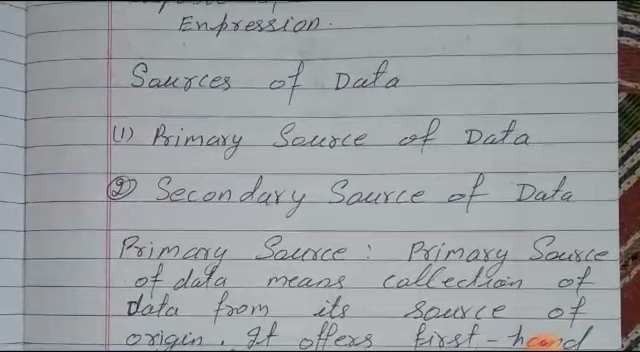 Enpression.
Sources of Data
(1) Primary Source of Data
(2) Secondary Source of Data
Primary Source : Primary Source
of data means collection of
data from its source of
origin. It offers first-hand